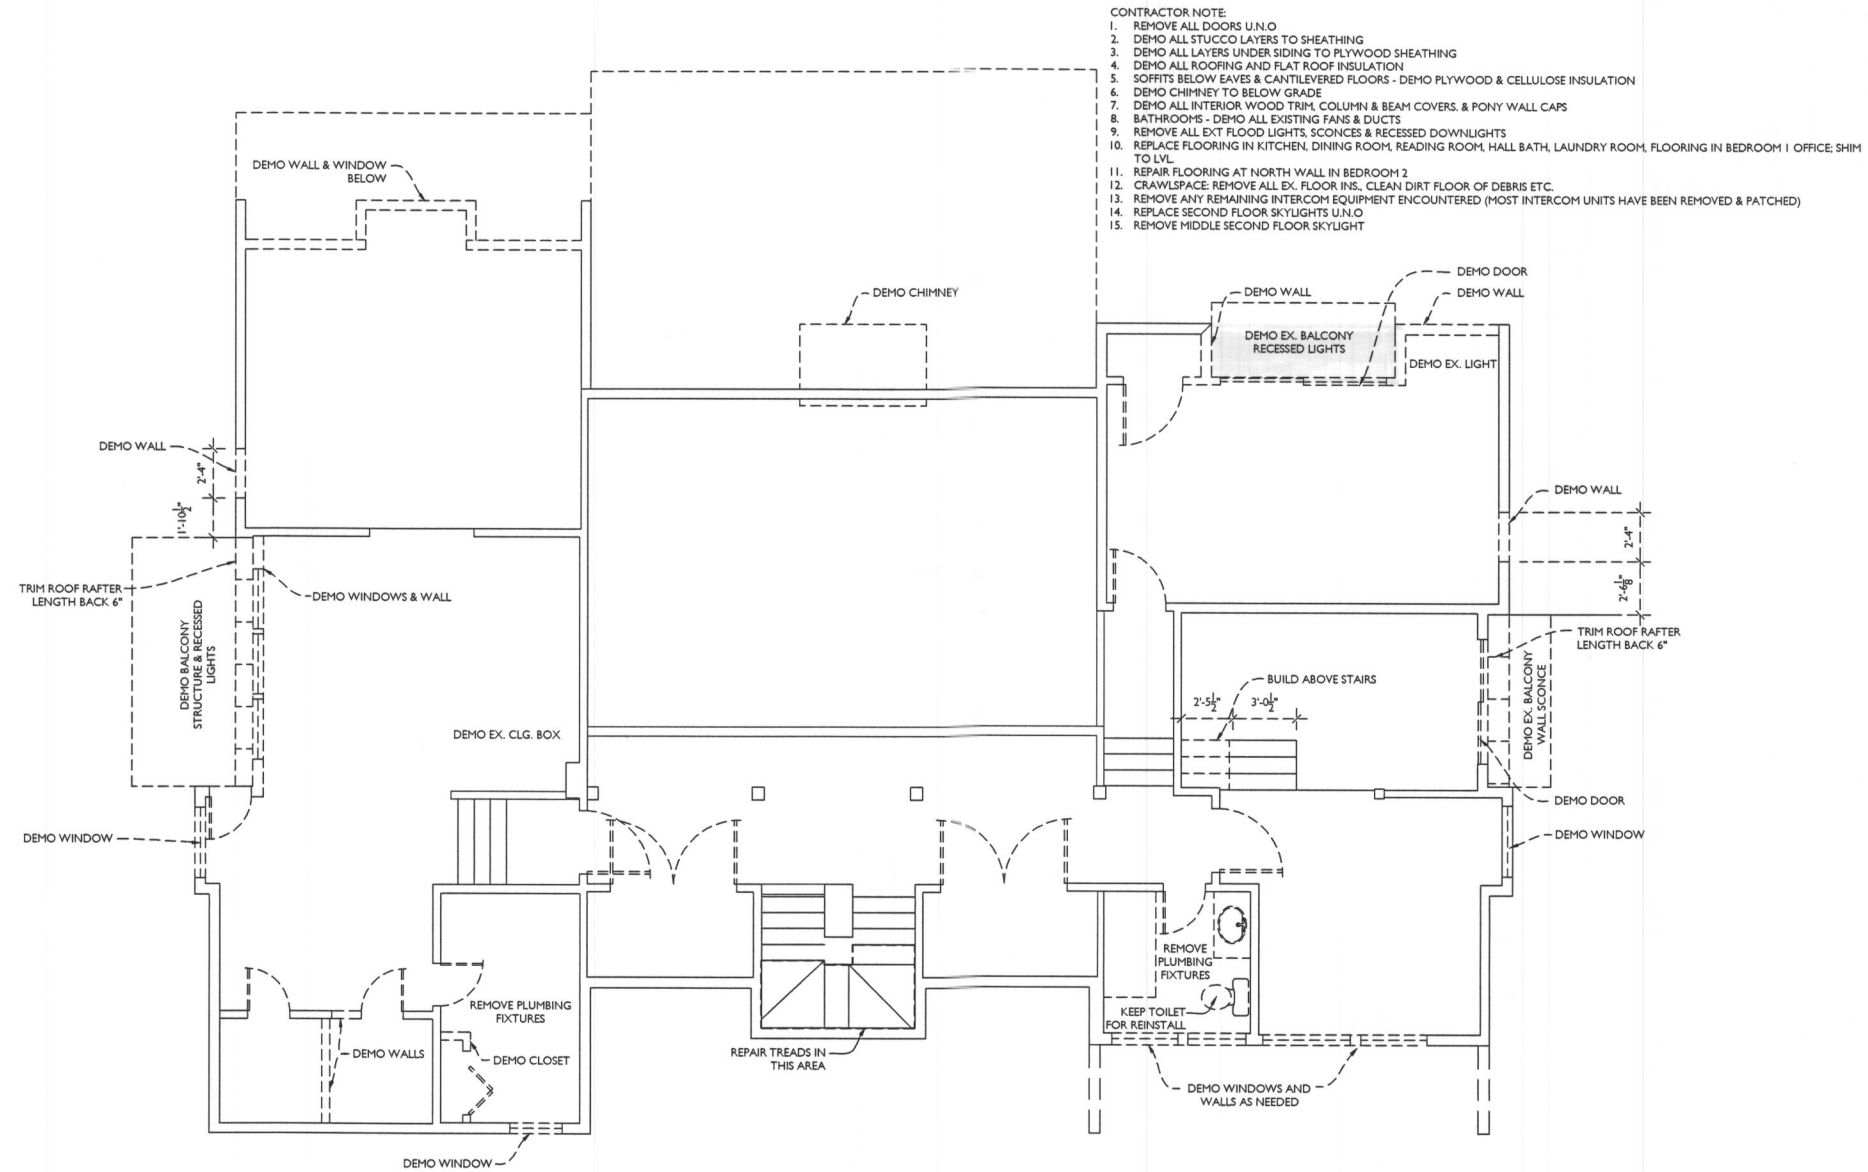 CONTRACTOR NOTE:
1. REMOVE ALL DOORS U.N.O
2. DEMO ALL STUCCO LAYERS TO SHEATHING
3. DEMO ALL LAYERS UNDER SIDING TO PLYWOOD SHEATHING
4. DEMO ALL ROOFING AND FLAT ROOF INSULATION
5. SOFFITS BELOW EAVES & CANTILEVERED FLOORS - DEMO PLYWOOD & CELLULOSE INSULATION
6. DEMO CHIMNEY TO BELOW GRADE
7. DEMO ALL INTERIOR WOOD TRIM, COLUMN & BEAM COVERS. & PONY WALL CAPS
8. BATHROOMS - DEMO ALL EXISTING FANS & DUCTS
9. REMOVE ALL EXT FLOOD LIGHTS, SCONCES & RECESSED DOWNLIGHTS
10. REPLACE FLOORING IN KITCHEN, DINING ROOM, READING ROOM, HALL BATH, LAUNDRY ROOM, FLOORING IN BEDROOM 1 OFFICE; SHIM
TO LVL.
11. REPAIR FLOORING AT NORTH WALL IN BEDROOM 2
12. CRAWLSPACE: REMOVE ALL EX. FLOOR INS., CLEAN DIRT FLOOR OF DEBRIS ETC.
13. REMOVE ANY REMAINING INTERCOM EQUIPMENT ENCOUNTERED (MOST INTERCOM UNITS HAVE BEEN REMOVED & PATCHED)
14. REPLACE SECOND FLOOR SKYLIGHTS U.N.O
15. REMOVE MIDDLE SECOND FLOOR SKYLIGHT
DEMO WALL & WINDOW
BELOW
DEMO CHIMNEY
DEMO WALL
DEMO DOOR
DEMO WALL
DEMO EX. BALCONY
RECESSED LIGHTS
DEMO EX. LIGHT
DEMO WALL
2'-4"
1'-10 1/2"
DEMO WALL
2'-4"
2'-6 1/8"
TRIM ROOF RAFTER
LENGTH BACK 6"
DEMO WINDOWS & WALL
DEMO BALCONY
STRUCTURE & RECESSED
LIGHTS
TRIM ROOF RAFTER
LENGTH BACK 6"
DEMO EX. BALCONY
WALL SCONCE
BUILD ABOVE STAIRS
2'-5 1/2"
3'-0 1/2"
DEMO EX. CLG. BOX
DEMO DOOR
DEMO WINDOW
DEMO WINDOW
REMOVE
PLUMBING
FIXTURES
REMOVE PLUMBING
FIXTURES
KEEP TOILET
FOR REINSTALL
DEMO WALLS
DEMO CLOSET
REPAIR TREADS IN
THIS AREA
DEMO WINDOWS AND
WALLS AS NEEDED
DEMO WINDOW